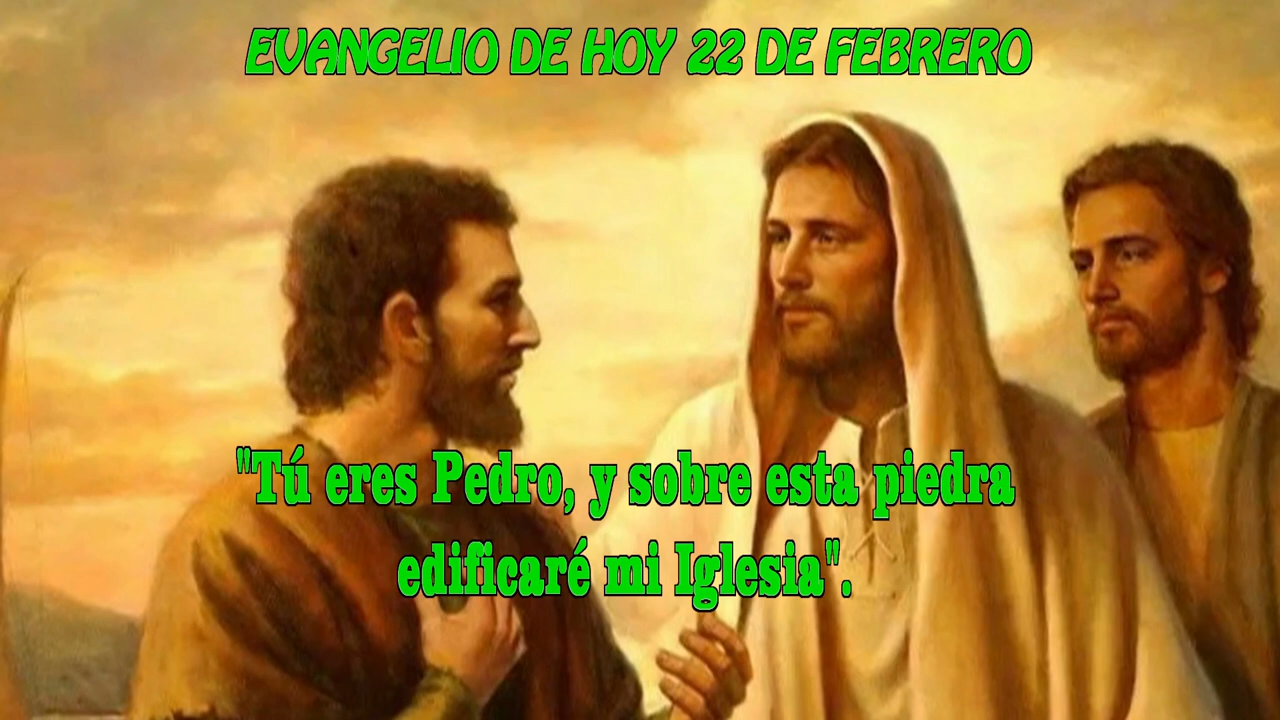 EVANGELIO DE HOY 22 DE FEBRERO
"Tú eres Pedro, y sobre esta piedra
edificaré mi Iglesia".